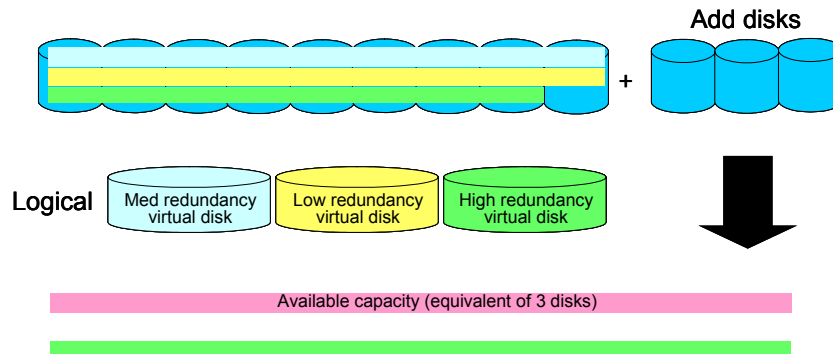 Add disks
+
Logical
Med redundancy
virtual disk
Low redundancy
virtual disk
High redundancy
virtual disk
Available capacity (equivalent of 3 disks)